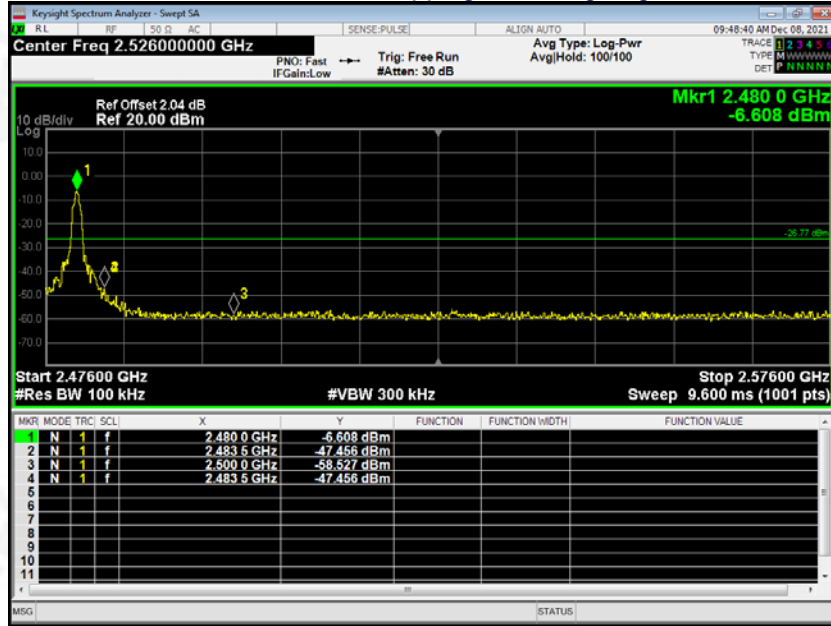 Keysight Spectrum Analyzer - Swept SA
RL RF 50 Ω AC SENSE:PULSE ALIGN AUTO 09:48:40 AM Dec 08, 2021
Center Freq 2.526000000 GHz Avg Type: Log-Pwr TRACE 1 2 3 4 5
PNO: Fast Trig: Free Run Avg|Hold: 100/100 TYPE M WWWWW
IFGain:Low #Atten: 30 dB DET P NNNNN
Mkr1 2.480 0 GHz
Ref Offset 2.04 dB
10 dB/div Ref 20.00 dBm -6.608 dBm
Log
10.0
1
0.00
-10.0
-20.0
-26.77 dBm
-30.0
-40.0
-50.0
3
-60.0
-70.0
Start 2.47600 GHz Stop 2.57600 GHz
#Res BW 100 kHz #VBW 300 kHz Sweep 9.600 ms (1001 pts)
MKR MODE TRC SCL X Y FUNCTION FUNCTION WIDTH FUNCTION VALUE
1 N 1 f 2.480 0 GHz -6.608 dBm
2 N 1 f 2.483 5 GHz -47.456 dBm
3 N 1 f 2.500 0 GHz -58.527 dBm
4 N 1 f 2.483 5 GHz -47.456 dBm
5
6
7
8
9
10
11
MSG STATUS